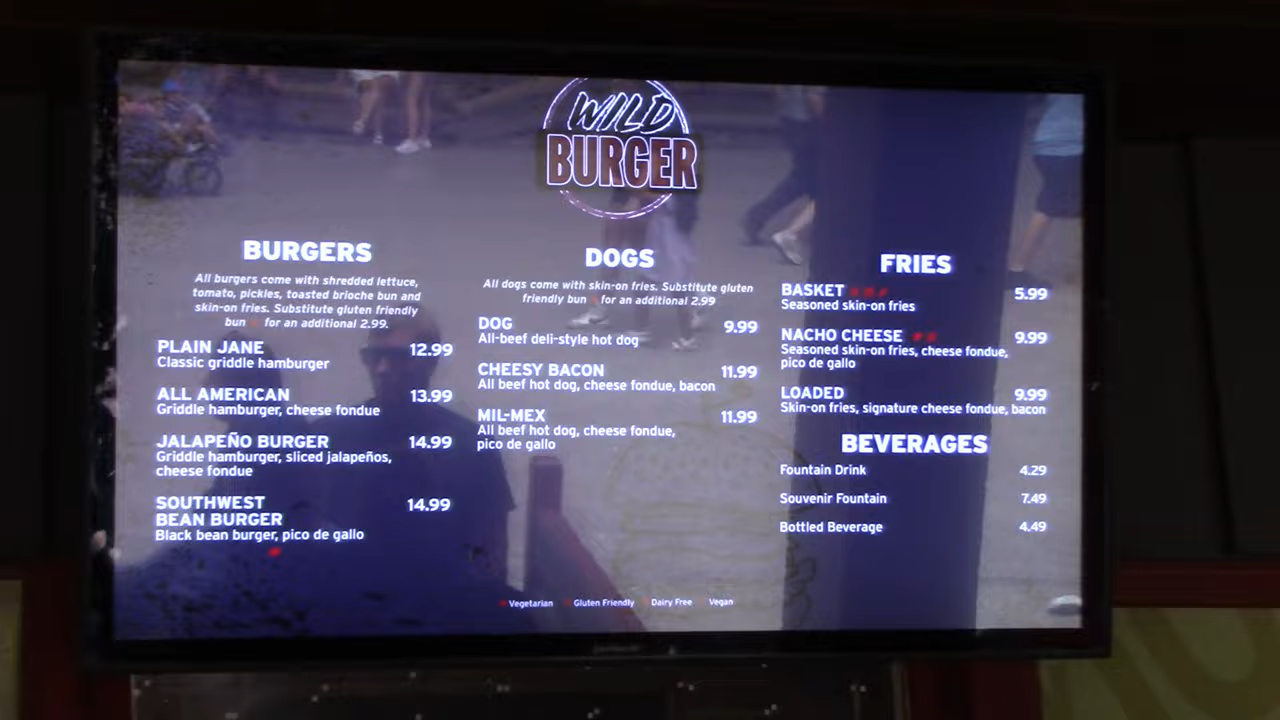 WILD
BURGER
BURGERS
All burgers come with shredded lettuce,
tomato, pickles, toasted brioche bun and
skin-on fries. Substitute gluten friendly
bun for an additional 2.99.
PLAIN JANE 12.99
Classic griddle hamburger
ALL AMERICAN 13.99
Griddle hamburger, cheese fondue
JALAPEÑO BURGER 14.99
Griddle hamburger, sliced jalapeños,
cheese fondue
SOUTHWEST 14.99
BEAN BURGER
Black bean burger, pico de gallo
DOGS
All dogs come with skin-on fries. Substitute gluten
friendly bun for an additional 2.99
DOG 9.99
All-beef deli-style hot dog
CHEESY BACON 11.99
All beef hot dog, cheese fondue, bacon
MIL-MEX 11.99
All beef hot dog, cheese fondue,
pico de gallo
FRIES
BASKET 5.99
Seasoned skin-on fries
NACHO CHEESE 9.99
Seasoned skin-on fries, cheese fondue,
pico de gallo
LOADED 9.99
Skin-on fries, signature cheese fondue, bacon
BEVERAGES
Fountain Drink 4.29
Souvenir Fountain 7.49
Bottled Beverage 4.49
Vegetarian Gluten Friendly Dairy Free Vegan